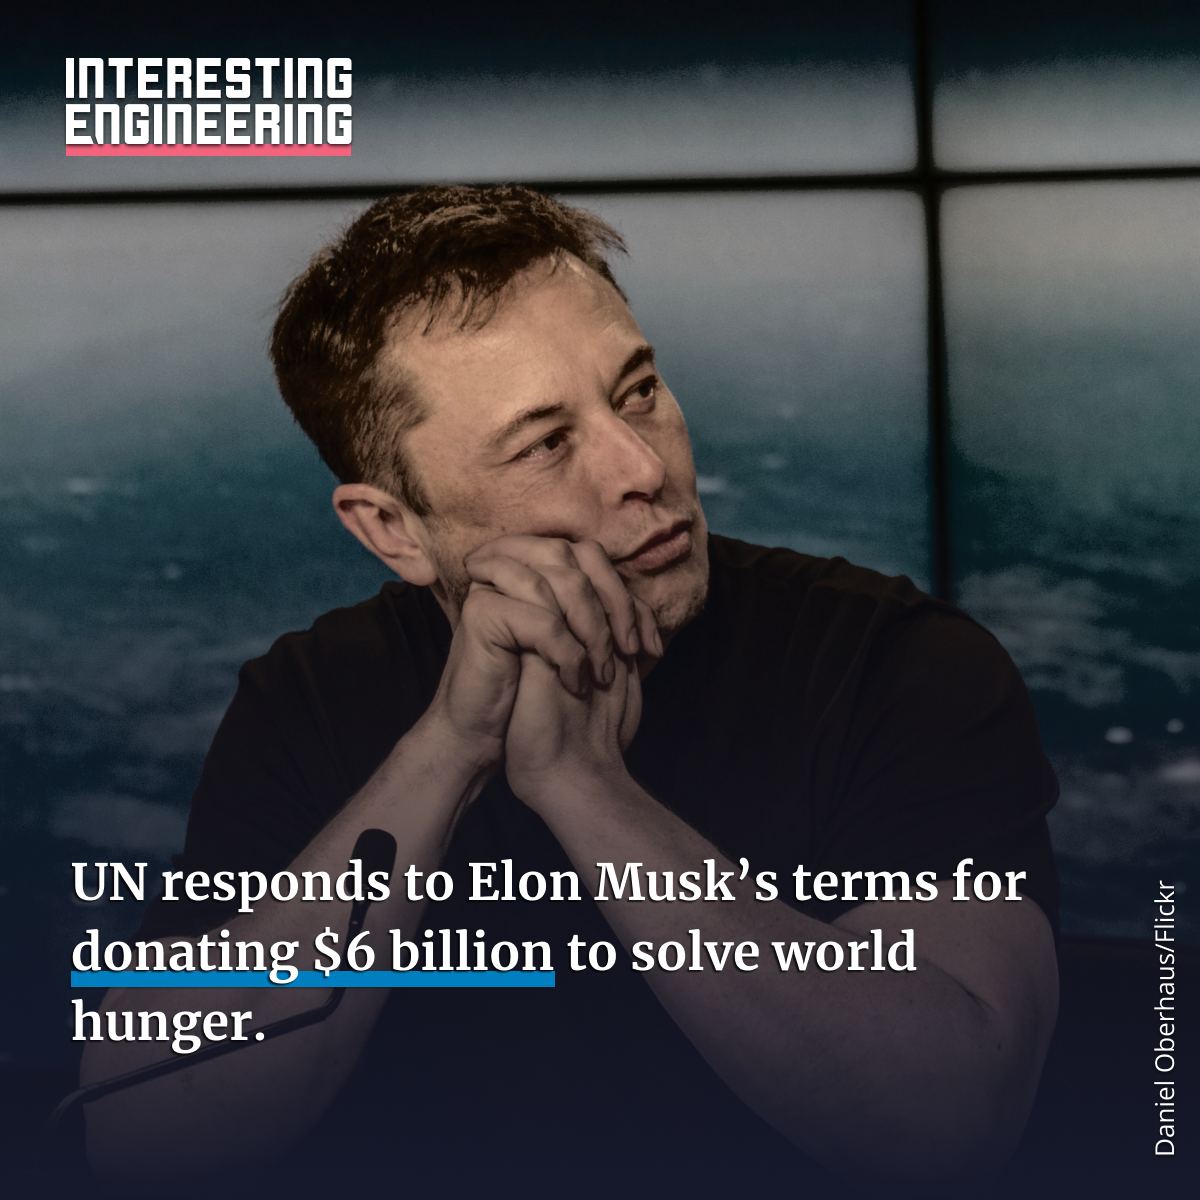 INTERESTING
ENGINEERING
UN responds to Elon Musk’s terms for
donating $6 billion to solve world
hunger.
Daniel Oberhaus/Flickr